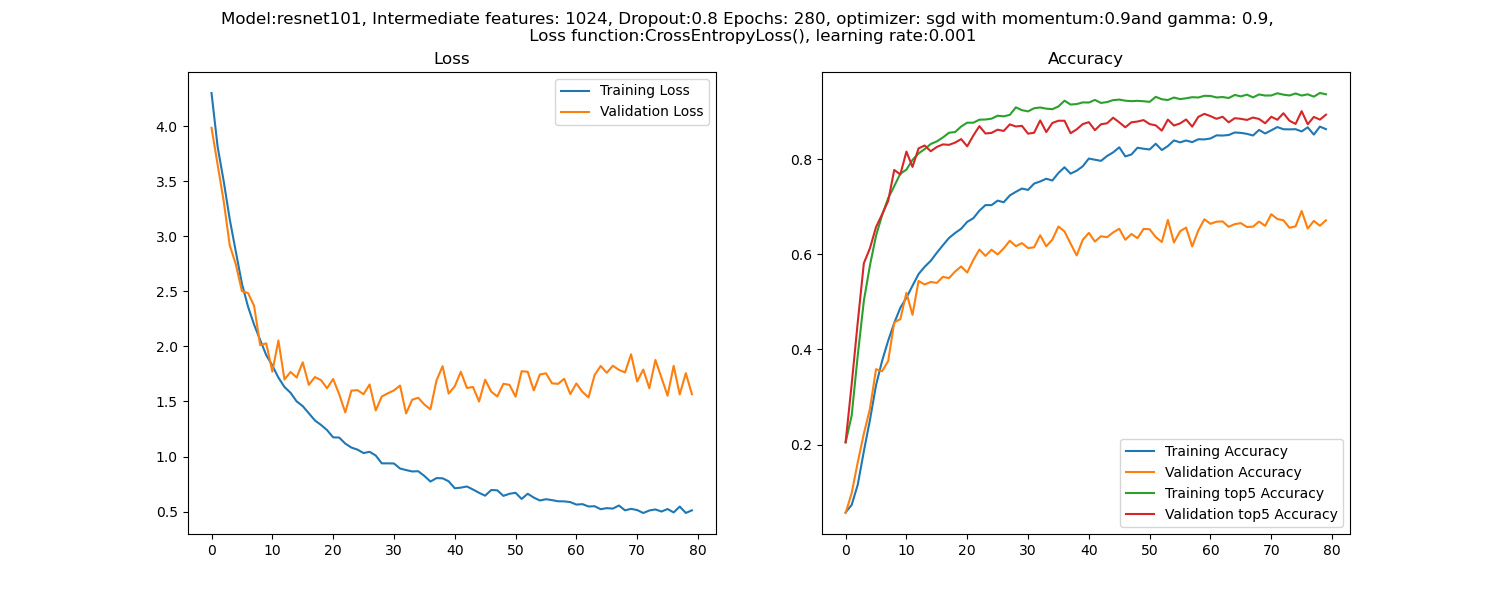 Model:resnet101, Intermediate features: 1024, Dropout:0.8 Epochs: 280, optimizer: sgd with momentum:0.9and gamma: 0.9,
Loss function:CrossEntropyLoss(), learning rate:0.001
Loss
Training Loss
Validation Loss
4.0
3.5
3.0
2.5
2.0
1.5
1.0
0.5
0 10 20 30 40 50 60 70 80
Accuracy
0.8
0.6
0.4
0.2
Training Accuracy
Validation Accuracy
Training top5 Accuracy
Validation top5 Accuracy
0 10 20 30 40 50 60 70 80